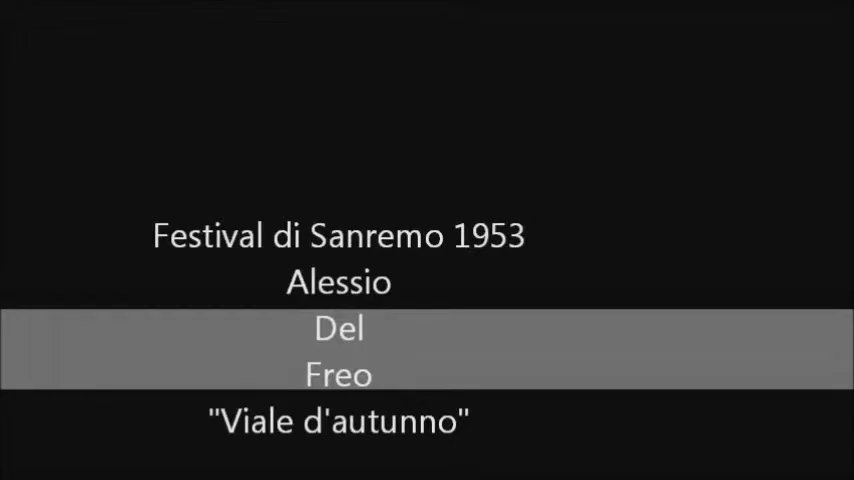 Festival di Sanremo 1953
Alessio
Del
Freo
"Viale d'autunno"